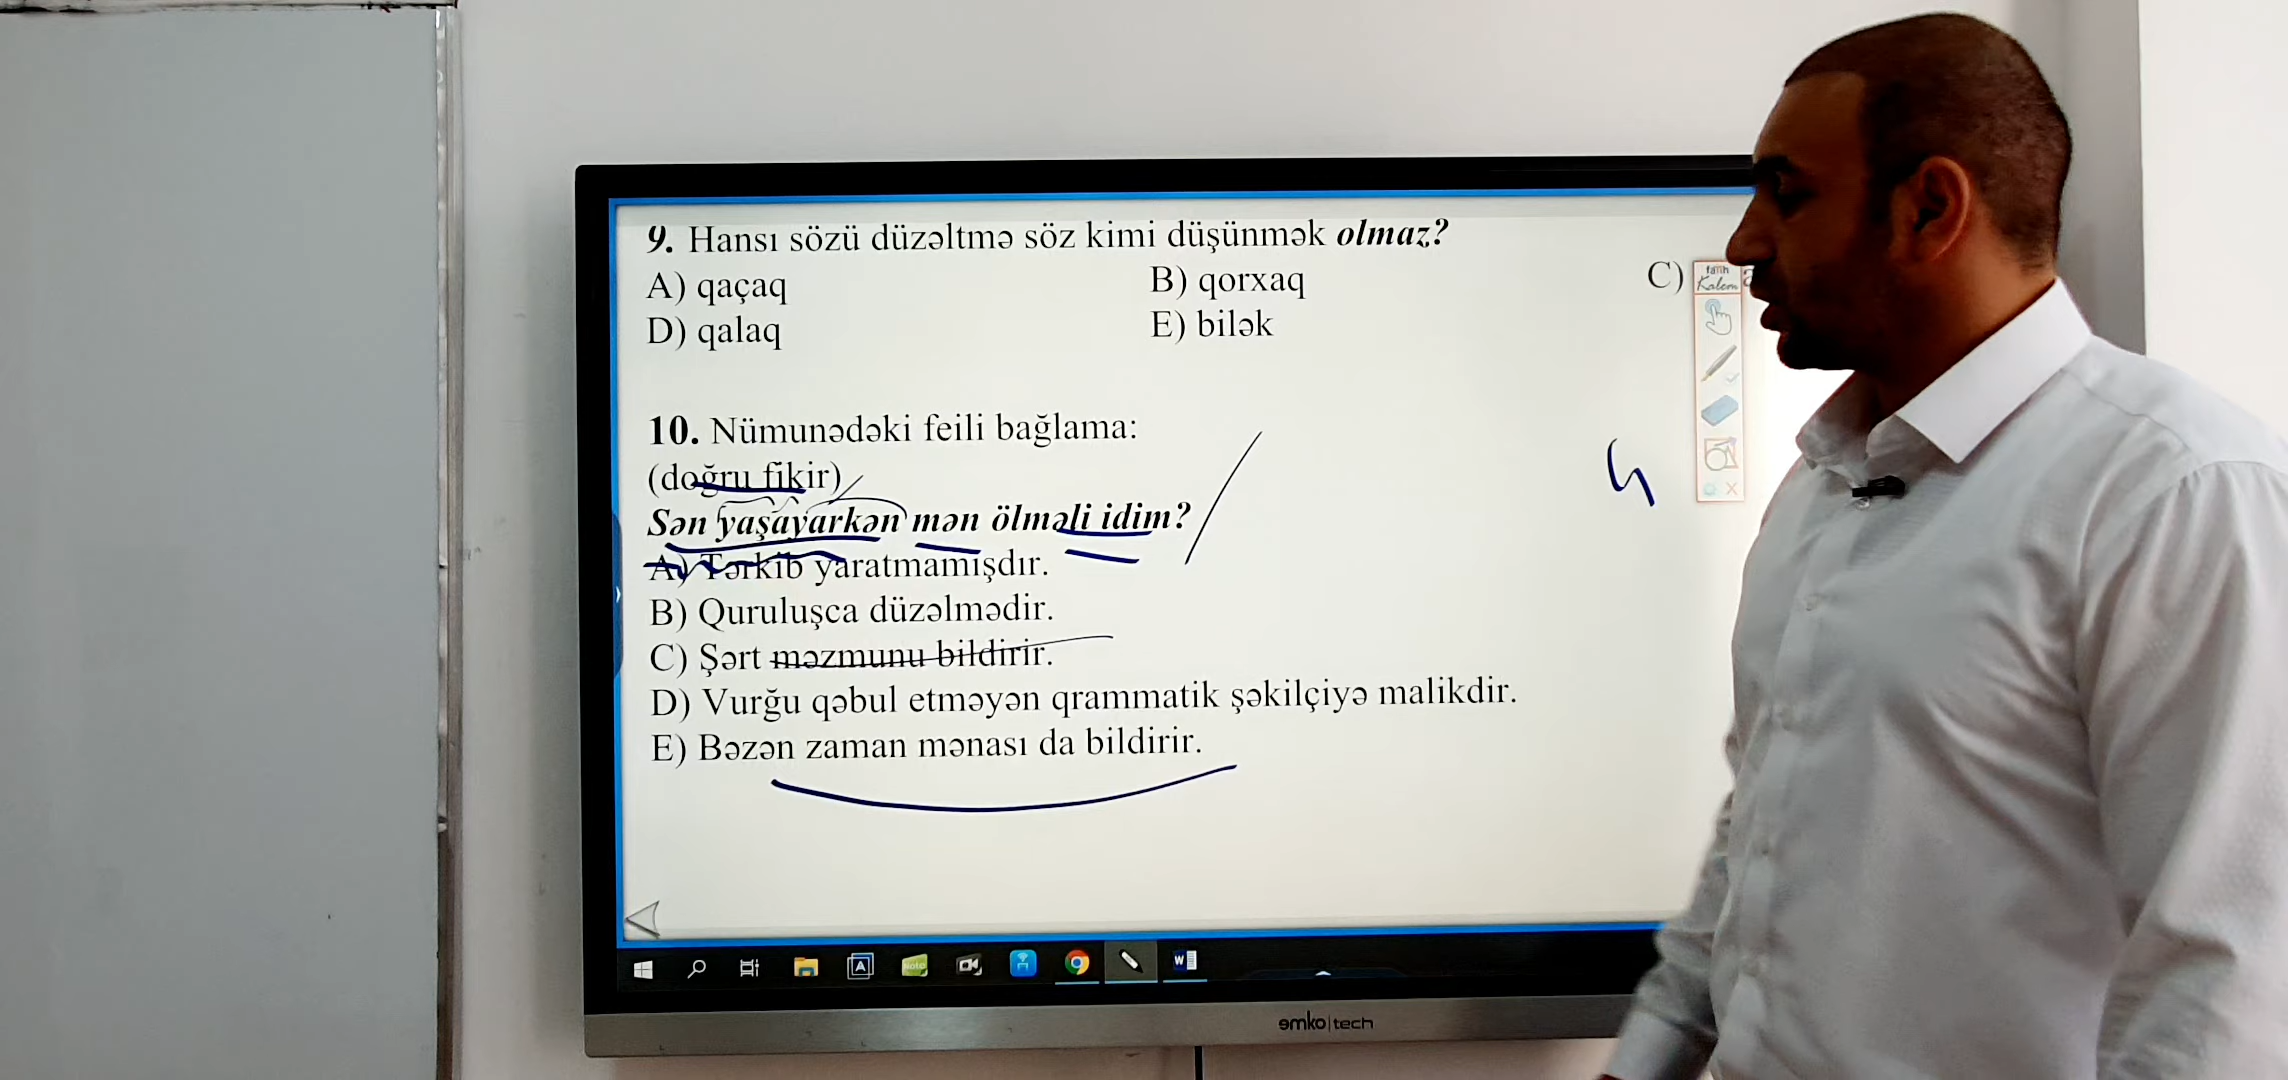 9. Hansı sözü düzəltmə söz kimi düşünmək olmaz?
A) qaçaq B) qorxaq C)
D) qalaq E) bilək
fatih
Kalem
10. Nümunədəki feili bağlama:
(doğru fikir)
Sən yaşayarkən mən ölməli idim?
A) Tərkib yaratmamışdır.
B) Quruluşca düzəlmədir.
C) Şərt məzmunu bildirir.
D) Vurğu qəbul etməyən qrammatik şəkilçiyə malikdir.
E) Bəzən zaman mənası da bildirir.
emko|tech